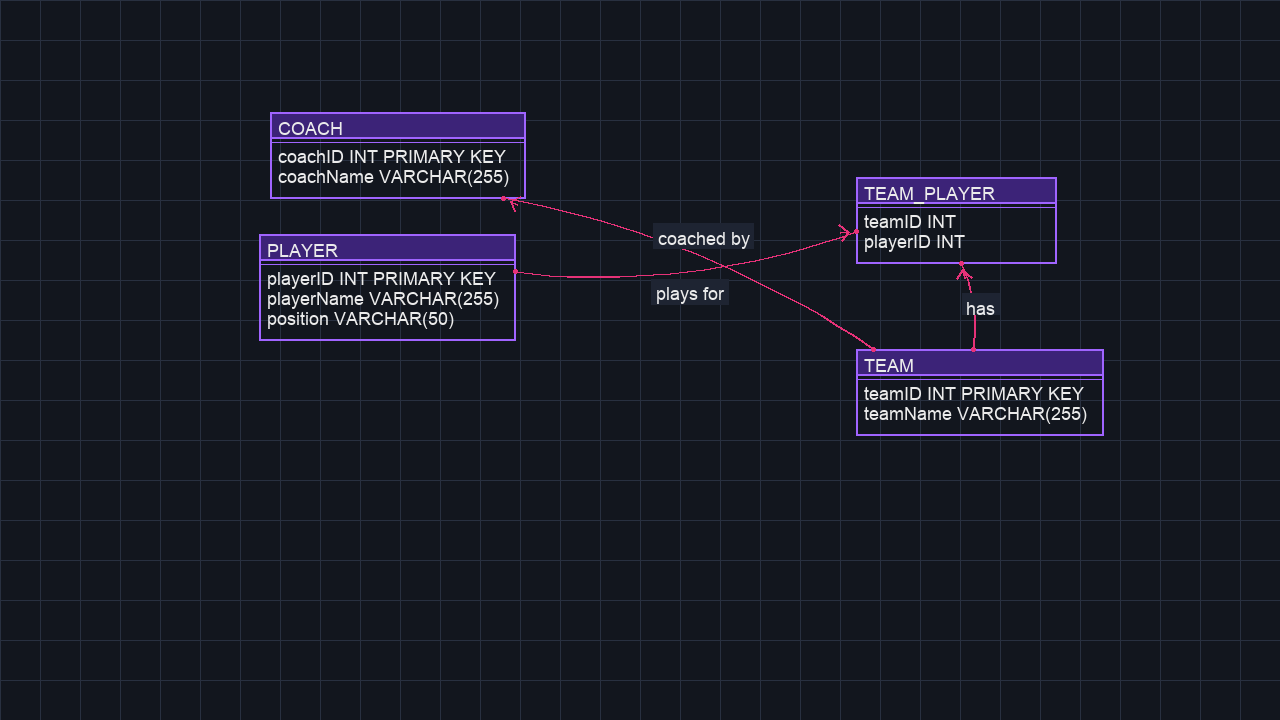 COACH
coachID INT PRIMARY KEY
coachName VARCHAR(255)
PLAYER
playerID INT PRIMARY KEY
playerName VARCHAR(255)
position VARCHAR(50)
coached by
plays for
TEAM_PLAYER
teamID INT
playerID INT
has
TEAM
teamID INT PRIMARY KEY
teamName VARCHAR(255)